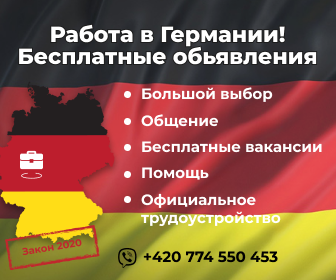 Работа в Германии!
Бесплатные обьявления
Большой выбор
Общение
Бесплатные вакансии
Помощь
Официальное
трудоустройство
Закон 2020
+420 774 550 453